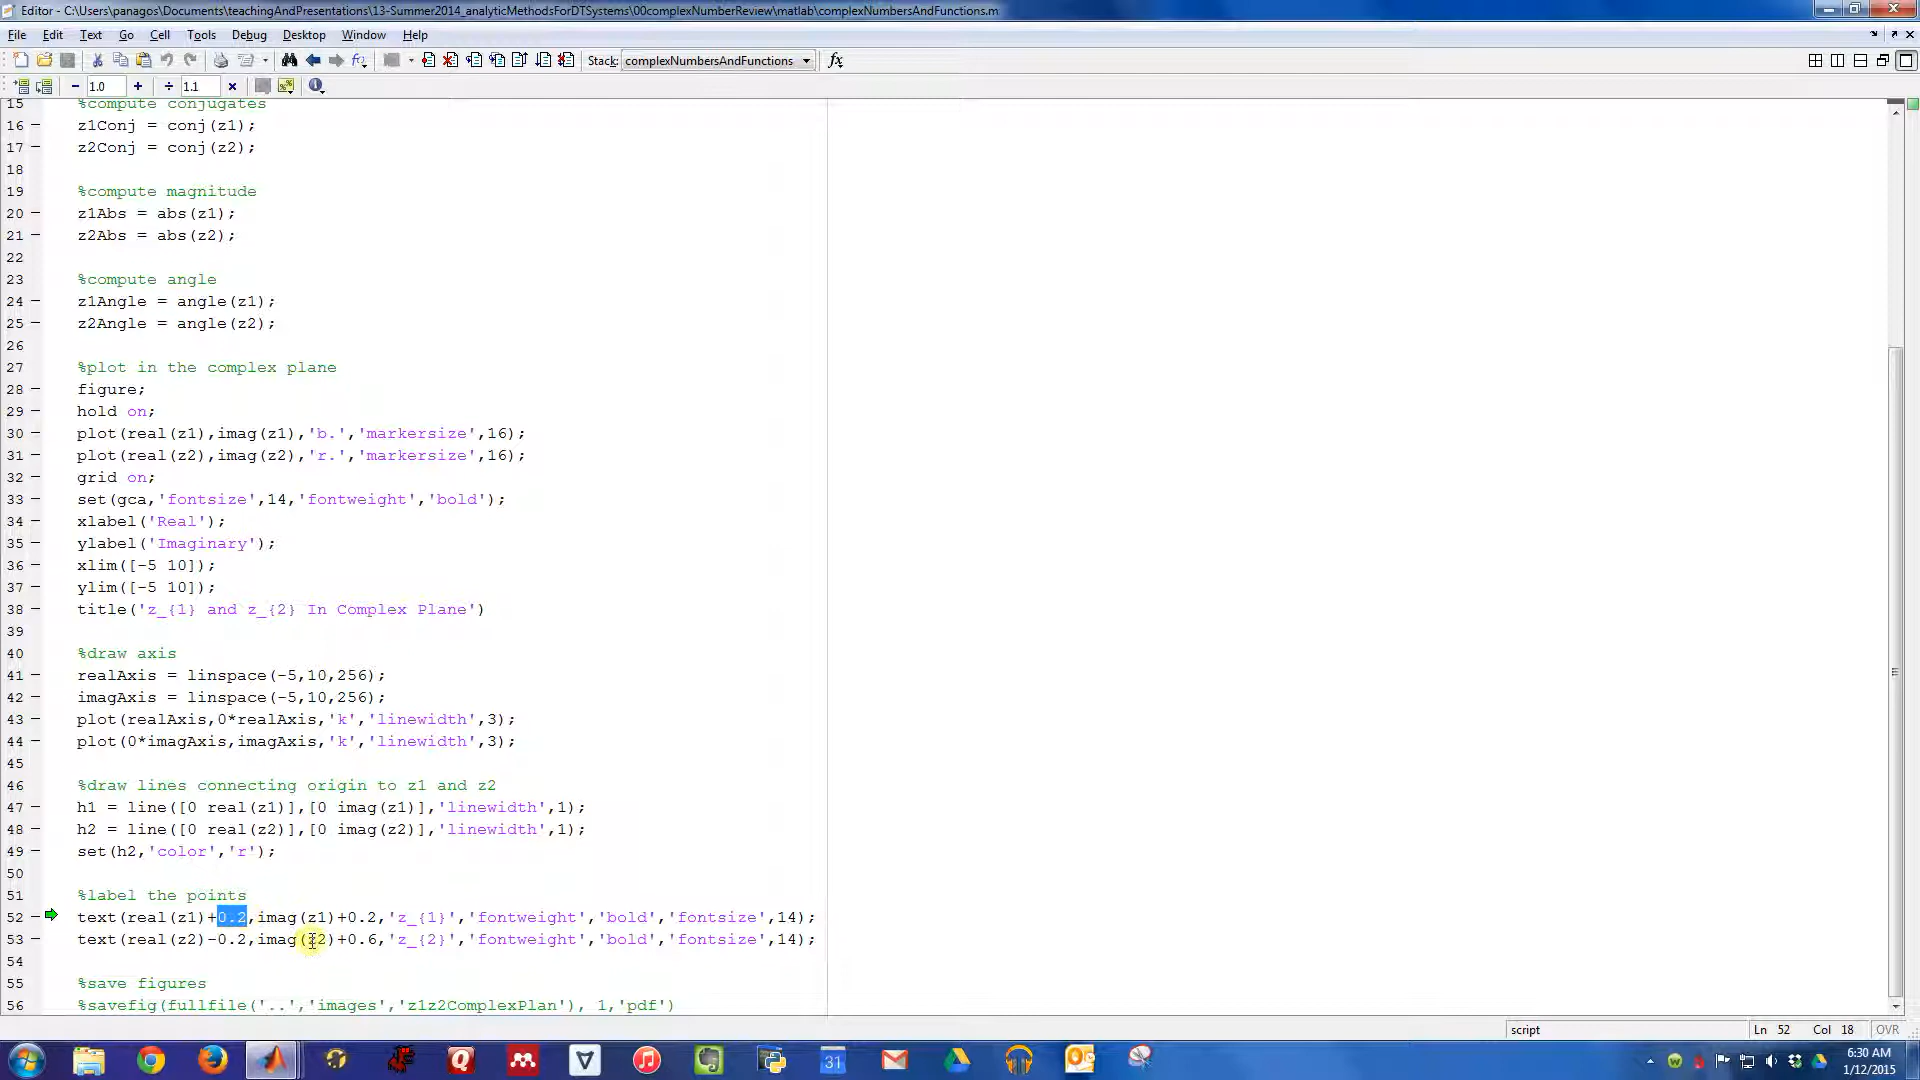 Editor - C:\Users\panagos\Documents\teachingAndPresentations\13-Summer2014_analyticMethodsForDTSystems\00complexNumberReview\matlab\complexNumbersAndFunctions.m
File Edit Text Go Cell Tools Debug Desktop Window Help
Stack: complexNumbersAndFunctions
1.0 1.1
15 %compute conjugates
16 z1Conj = conj(z1);
17 z2Conj = conj(z2);
18
19 %compute magnitude
20 z1Abs = abs(z1);
21 z2Abs = abs(z2);
22
23 %compute angle
24 z1Angle = angle(z1);
25 z2Angle = angle(z2);
26
27 %plot in the complex plane
28 figure;
29 hold on;
30 plot(real(z1),imag(z1),'b.','markersize',16);
31 plot(real(z2),imag(z2),'r.','markersize',16);
32 grid on;
33 set(gca,'fontsize',14,'fontweight','bold');
34 xlabel('Real');
35 ylabel('Imaginary');
36 xlim([-5 10]);
37 ylim([-5 10]);
38 title('z_{1} and z_{2} In Complex Plane')
39
40 %draw axis
41 realAxis = linspace(-5,10,256);
42 imagAxis = linspace(-5,10,256);
43 plot(realAxis,0*realAxis,'k','linewidth',3);
44 plot(0*imagAxis,imagAxis,'k','linewidth',3);
45
46 %draw lines connecting origin to z1 and z2
47 h1 = line([0 real(z1)],[0 imag(z1)],'linewidth',1);
48 h2 = line([0 real(z2)],[0 imag(z2)],'linewidth',1);
49 set(h2,'color','r');
50
51 %label the points
52 text(real(z1)+0.2,imag(z1)+0.2,'z_{1}','fontweight','bold','fontsize',14);
53 text(real(z2)-0.2,imag(z2)+0.6,'z_{2}','fontweight','bold','fontsize',14);
54
55 %save figures
56 %savefig(fullfile('..','images','z1z2ComplexPlan'), 1,'pdf')
script Ln 52 Col 18 OVR
31
6:30 AM
1/12/2015